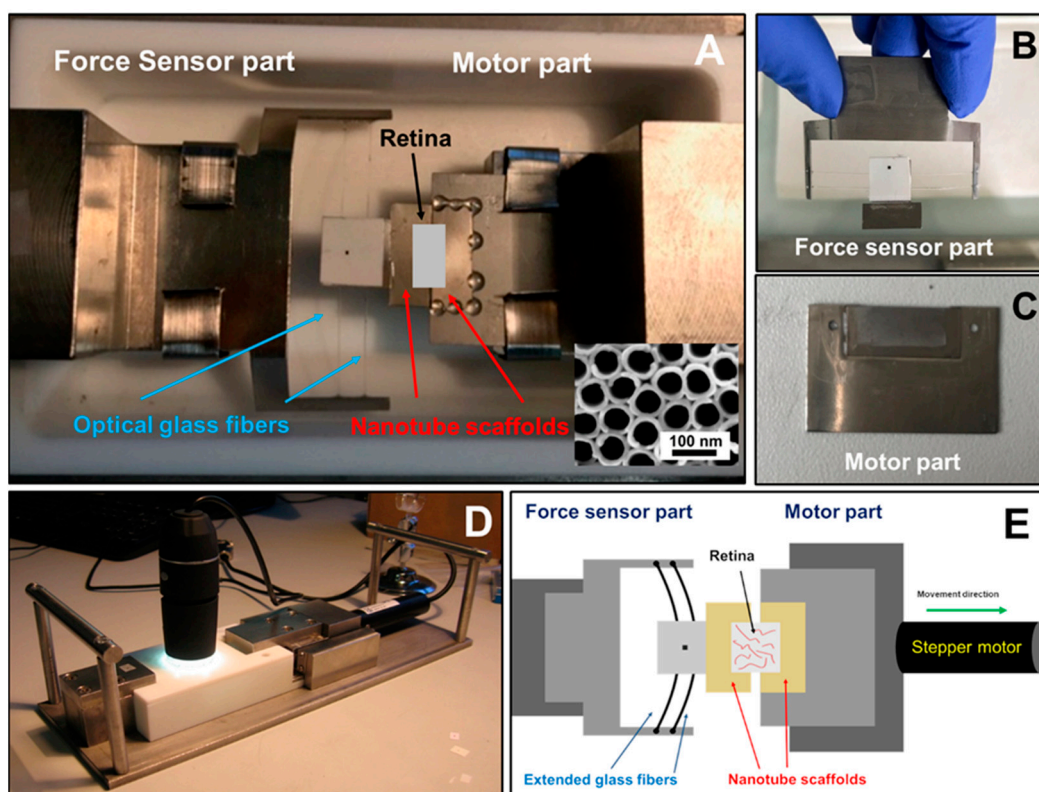 A
Force Sensor part
Motor part
Retina
Optical glass fibers
Nanotube scaffolds
100 nm
B
Force sensor part
C
Motor part
D
E
Force sensor part
Motor part
Retina
Movement direction
Stepper motor
Extended glass fibers
Nanotube scaffolds